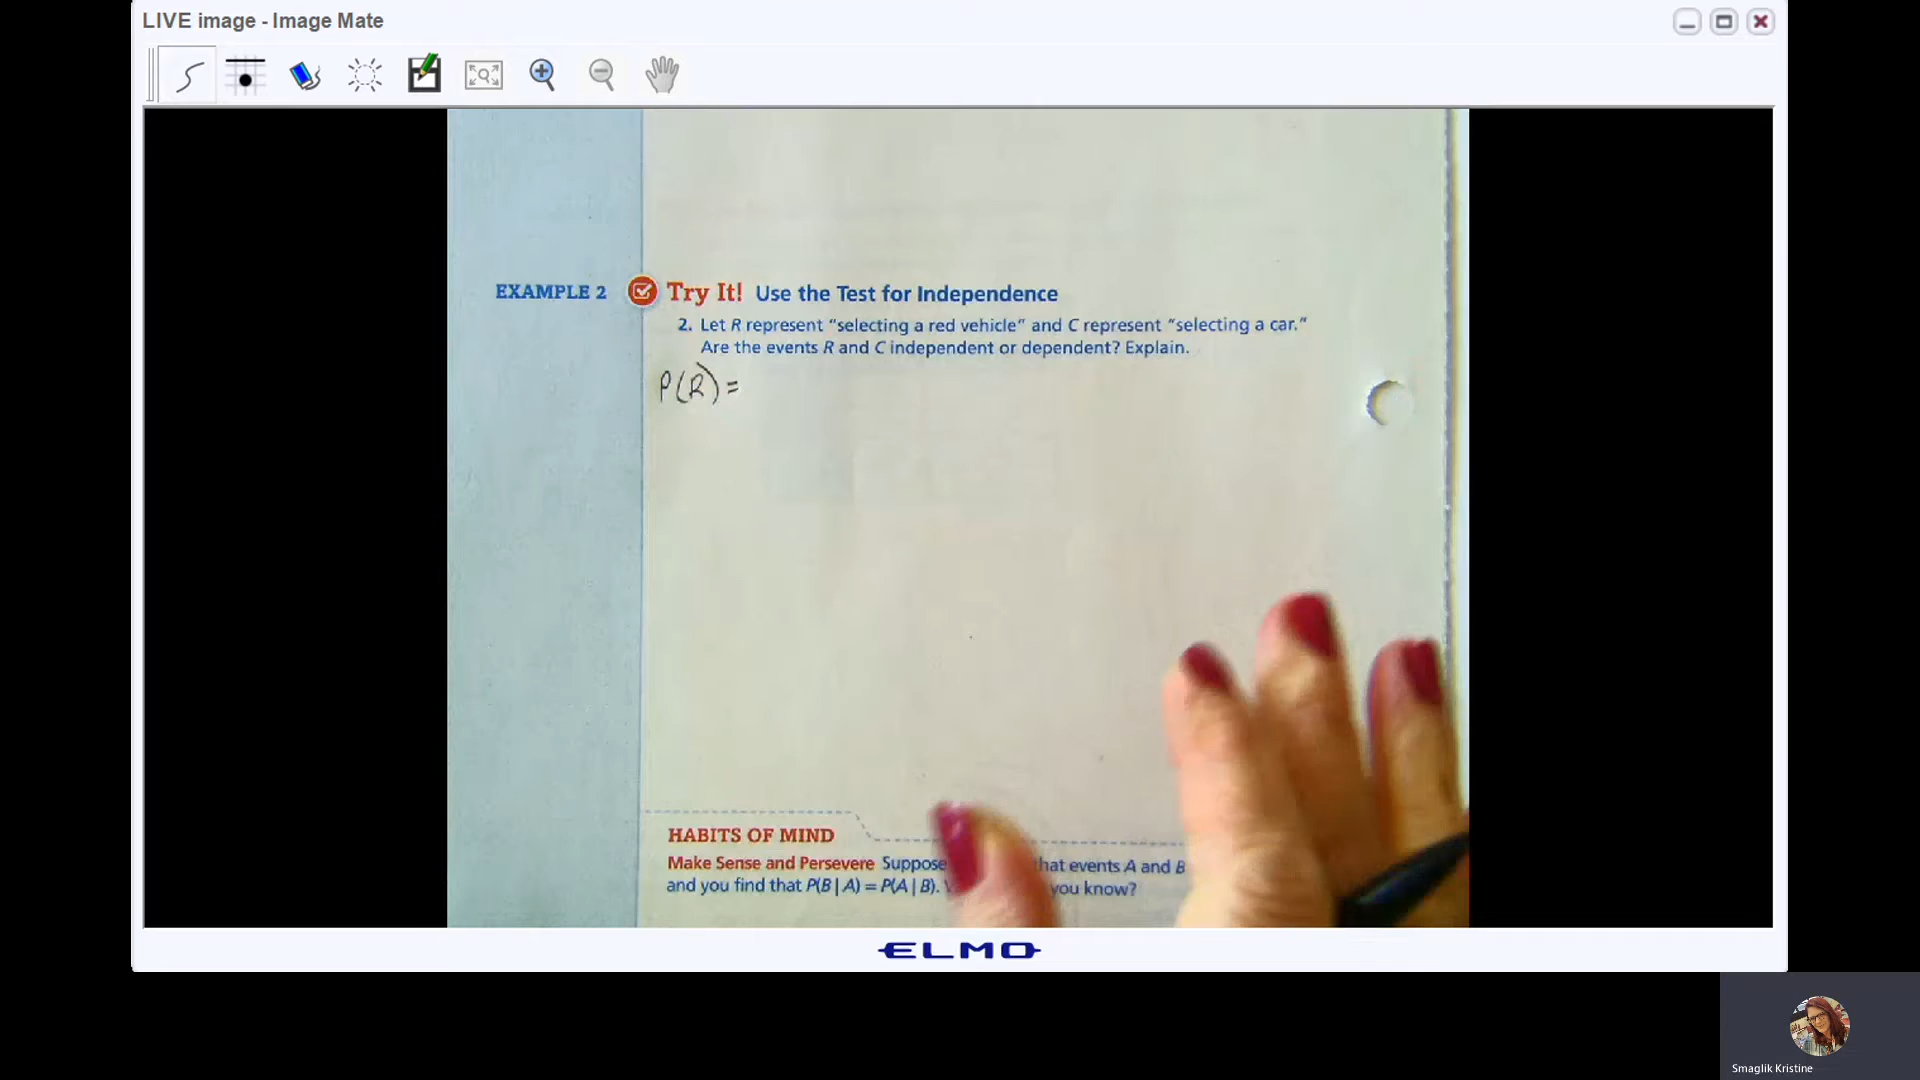 LIVE image - Image Mate
EXAMPLE 2 Try It! Use the Test for Independence
2. Let R represent “selecting a red vehicle” and C represent “selecting a car.”
Are the events R and C independent or dependent? Explain.
P(R) =
HABITS OF MIND
Make Sense and Persevere Suppose that events A and B
and you find that P(B | A) = P(A | B). you know?
ELMO
Smaglik Kristine